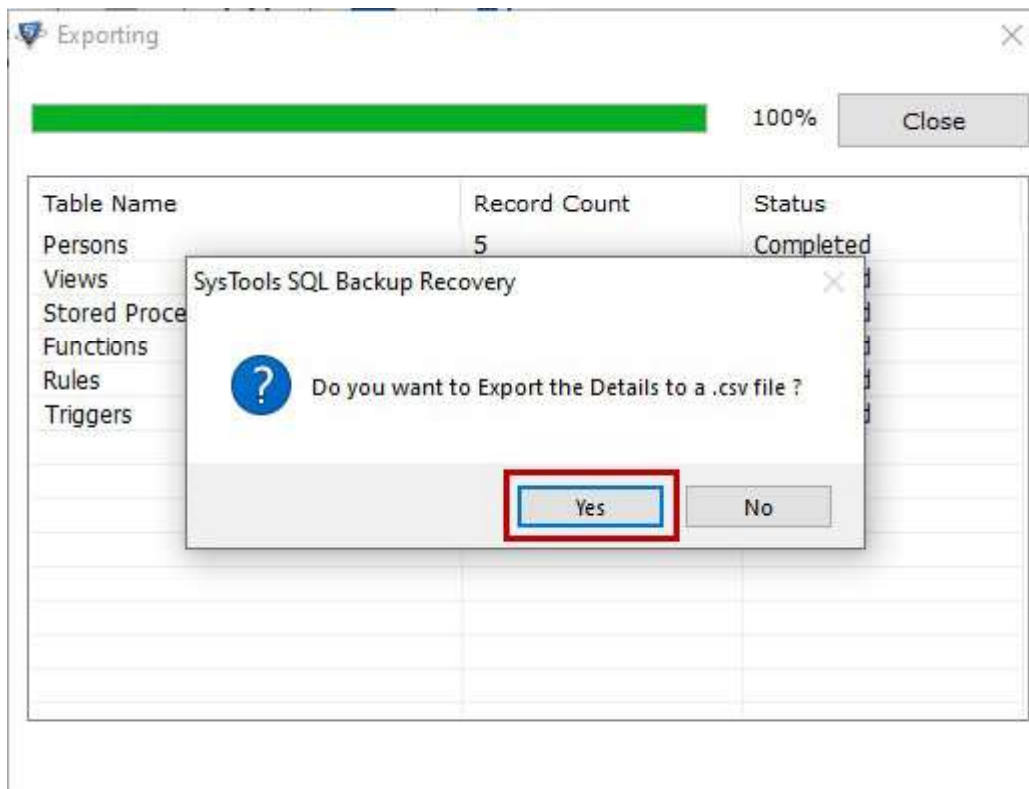 Exporting
100% Close
Table Name Record Count Status
Persons 5 Completed
Views
SysTools SQL Backup Recovery
Stored Proce
Functions
Rules
Do you want to Export the Details to a .csv file ?
Triggers
Yes No